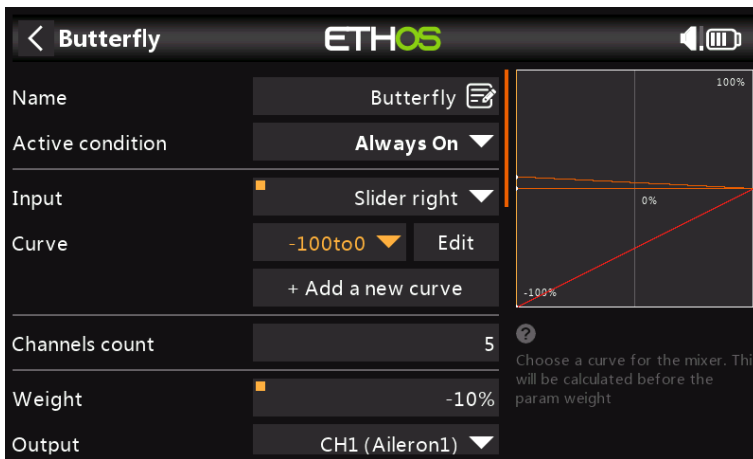 Butterfly
ETHOS
Name
Butterfly
Active condition
Always On
Input
Slider right
Curve
-100to0
Edit
+ Add a new curve
Channels count
5
Weight
-10%
Output
CH1 (Aileron1)
100%
0%
-100%
?
Choose a curve for the mixer. Thi
will be calculated before the
param weight